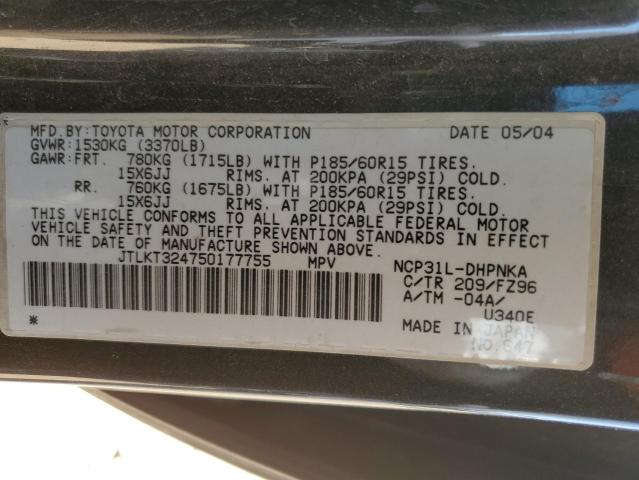 MFD.BY:TOYOTA MOTOR CORPORATION DATE 05/04
GVWR:1530KG (3370LB)
GAWR:FRT. 780KG (1715LB) WITH P185/60R15 TIRES.
15X6JJ RIMS. AT 200KPA (29PSI) COLD.
RR. 760KG (1675LB) WITH P185/60R15 TIRES.
15X6JJ RIMS. AT 200KPA (29PSI) COLD.
THIS VEHICLE CONFORMS TO ALL APPLICABLE FEDERAL MOTOR
VEHICLE SAFETY AND THEFT PREVENTION STANDARDS IN EFFECT
ON THE DATE OF MANUFACTURE SHOWN ABOVE.
JTLKT324750177755 MPV NCP31L-DHPNKA
C/TR 209/FZ96
A/TM -04A/
U340E
MADE IN JAPAN
* * NO.647